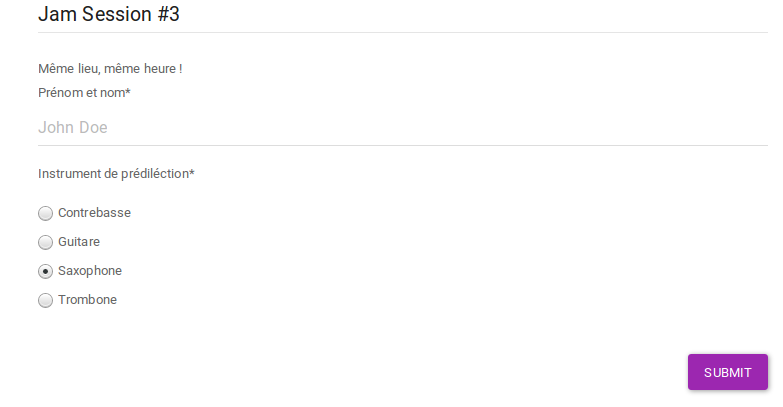 Jam Session #3
Même lieu, même heure !
Prénom et nom*
John Doe
Instrument de prédiléction*
Contrebasse
Guitare
Saxophone
Trombone
SUBMIT